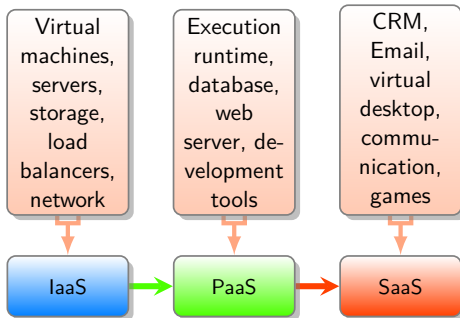 Virtual
machines,
servers,
storage,
load
balancers,
network
Execution
runtime,
database,
web
server, de-
velopment
tools
CRM,
Email,
virtual
desktop,
commu-
nication,
games
IaaS
PaaS
SaaS